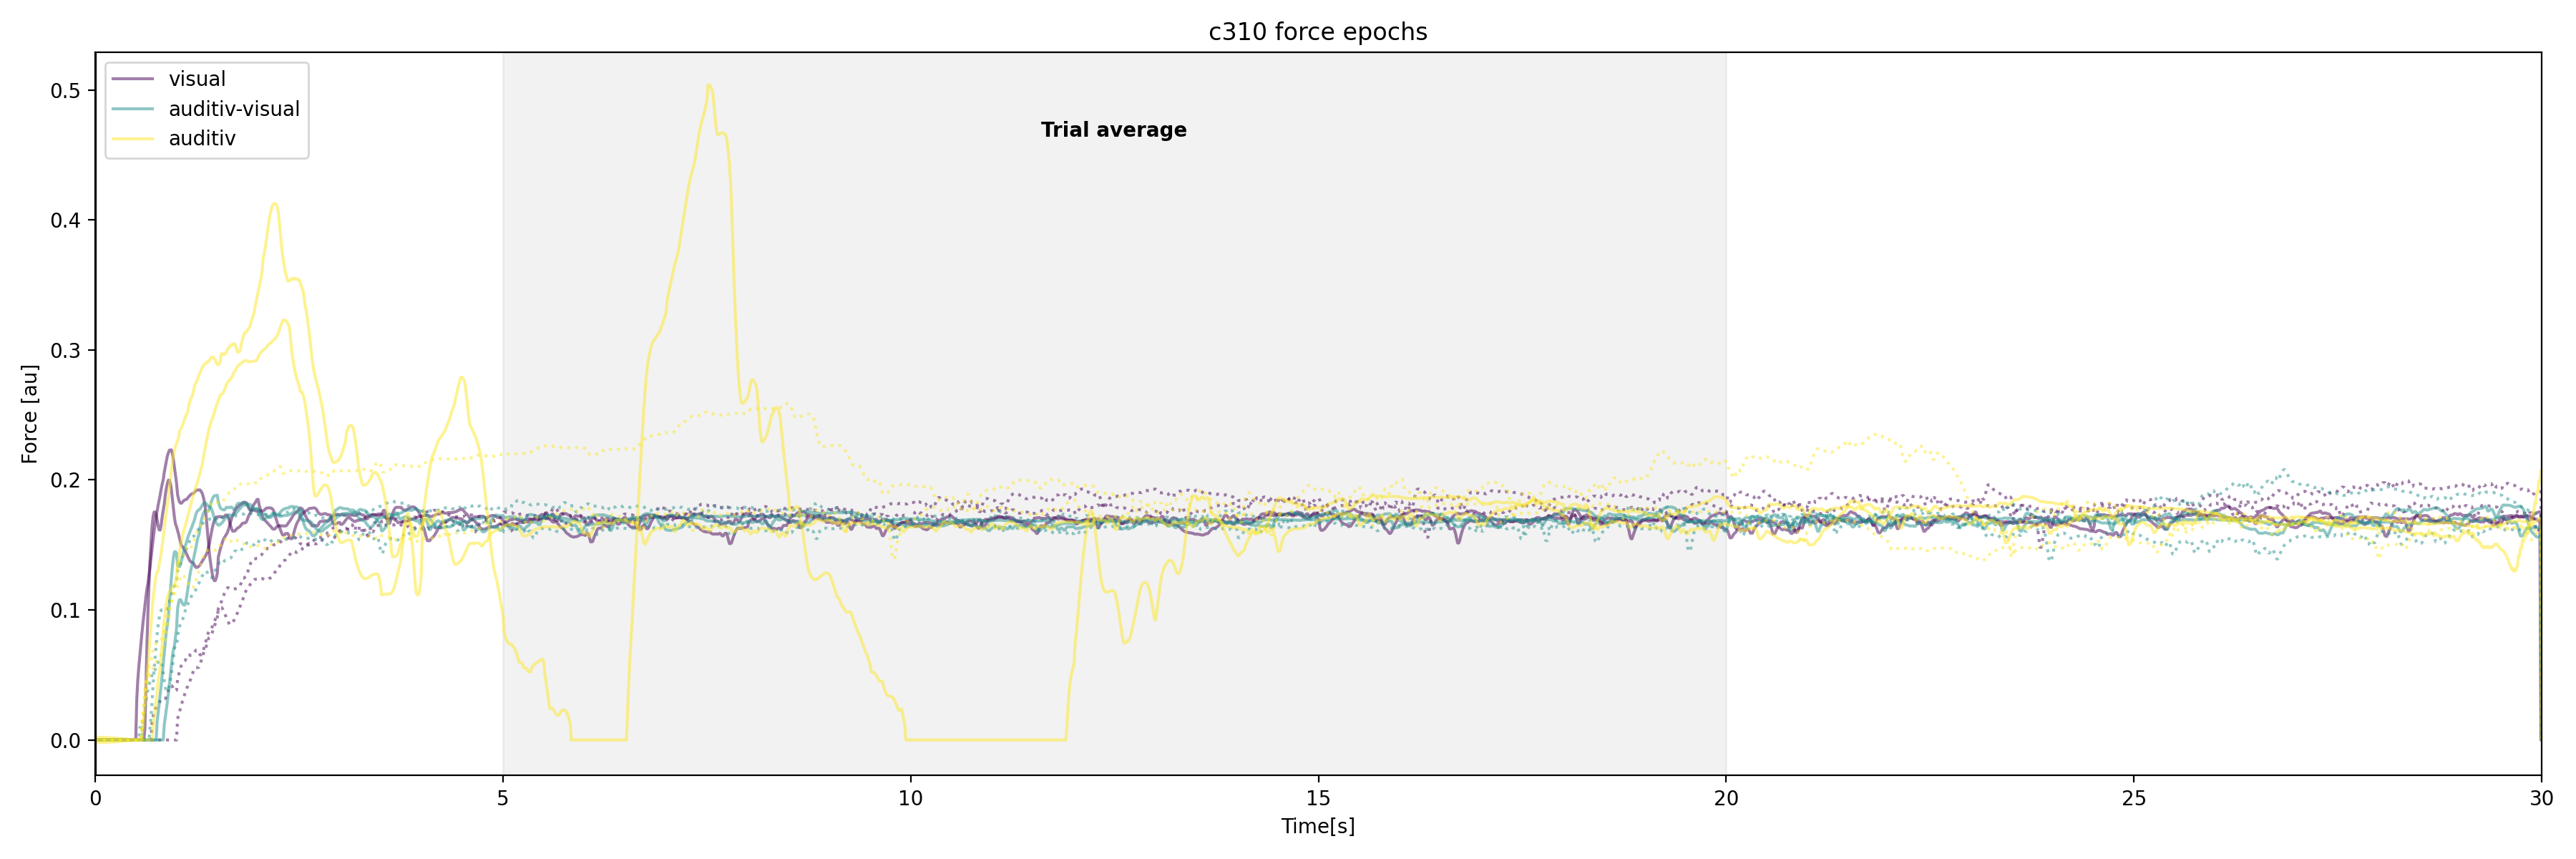 c310 force epochs
visual
auditiv-visual
auditiv
Trial average
Force [au]
0.5
0.4
0.3
0.2
0.1
0.0
0 5 10 15 20 25 30
Time[s]